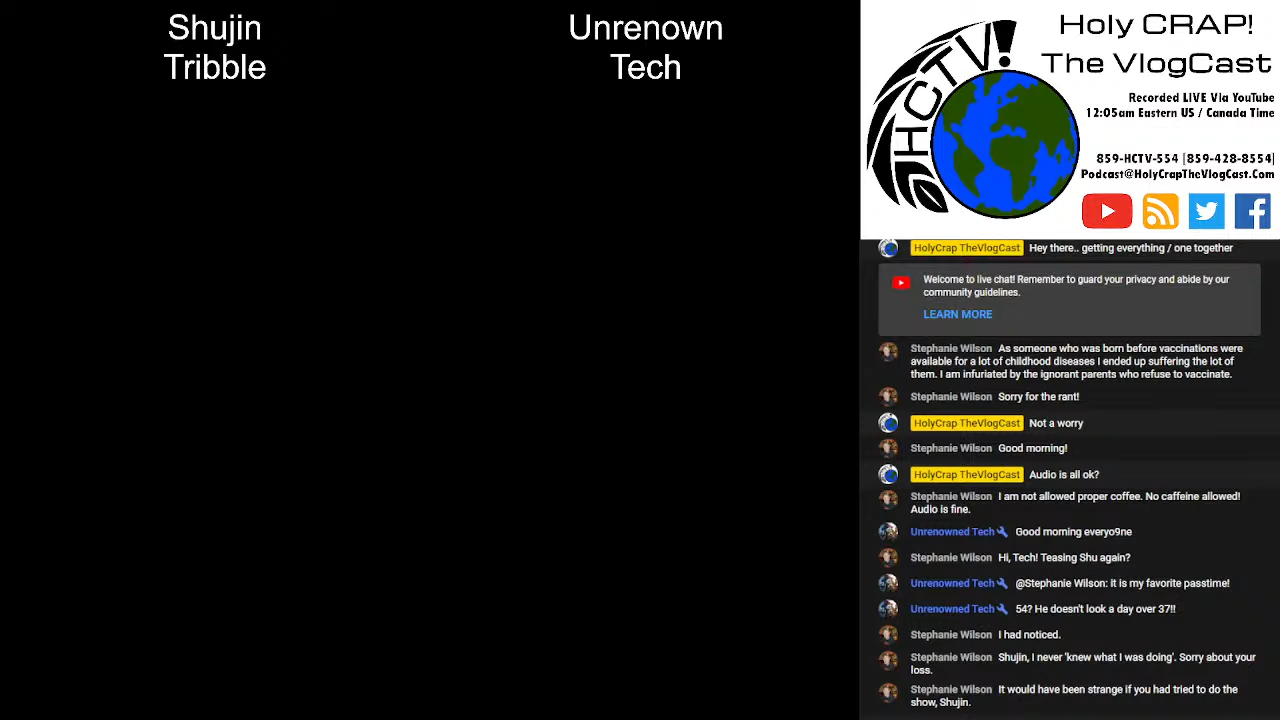 Shujin
Tribble
Unrenown
Tech
HCTV!
Holy CRAP!
The VlogCast
Recorded LIVE Via YouTube
12:05am Eastern US / Canada Time
859-HCTV-554 [859-428-8554]
Podcast@HolyCrapTheVlogCast.Com
HolyCrap TheVlogCast Hey there.. getting everything / one together
Welcome to live chat! Remember to guard your privacy and abide by our
community guidelines.
LEARN MORE
Stephanie Wilson As someone who was born before vaccinations were
available for a lot of childhood diseases I ended up suffering the lot of
them. I am infuriated by the ignorant parents who refuse to vaccinate.
Stephanie Wilson Sorry for the rant!
HolyCrap TheVlogCast Not a worry
Stephanie Wilson Good morning!
HolyCrap TheVlogCast Audio is all ok?
Stephanie Wilson I am not allowed proper coffee. No caffeine allowed!
Audio is fine.
Unrenowned Tech Good morning everyo9ne
Stephanie Wilson Hi, Tech! Teasing Shu again?
Unrenowned Tech @Stephanie Wilson: it is my favorite passtime!
Unrenowned Tech 54? He doesn't look a day over 37!!
Stephanie Wilson I had noticed.
Stephanie Wilson Shujin, I never 'knew what I was doing'. Sorry about your
loss.
Stephanie Wilson It would have been strange if you had tried to do the
show, Shujin.